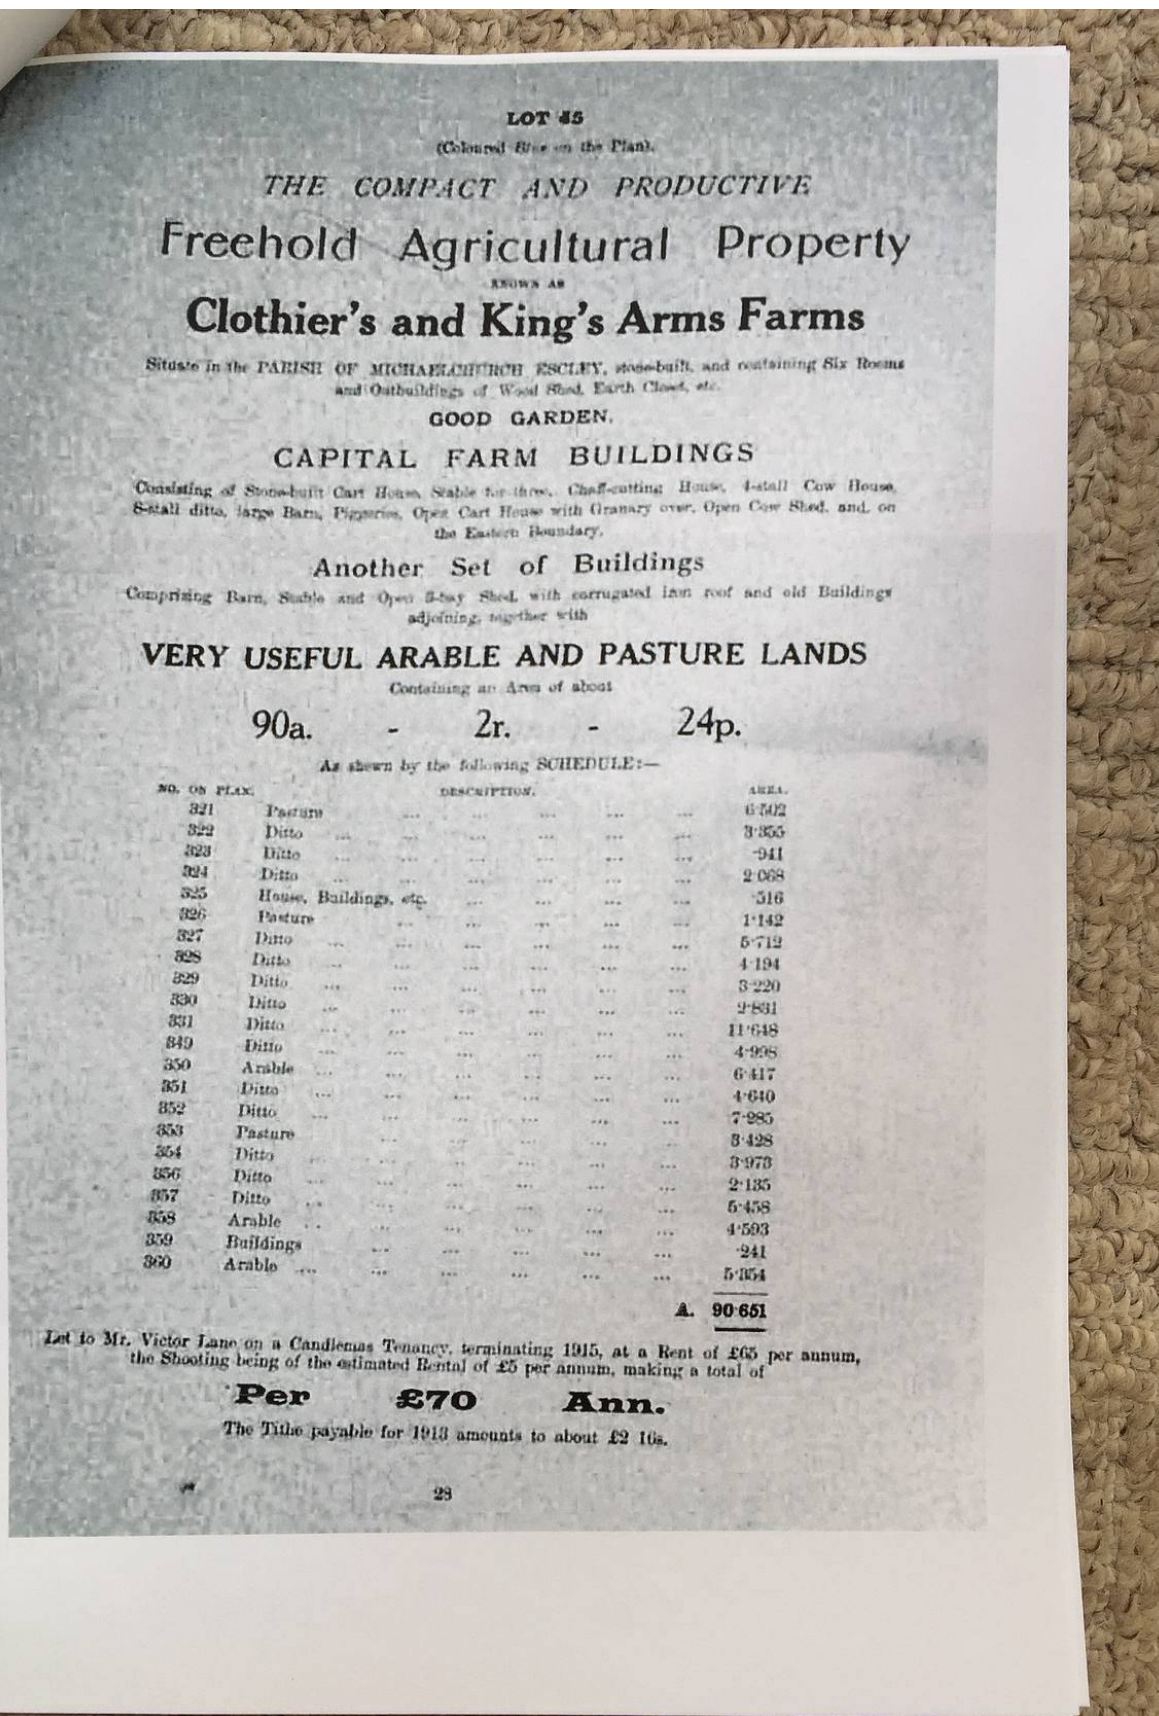 LOT 45
(Coloured Blue on the Plan).
THE COMPACT AND PRODUCTIVE
Freehold Agricultural Property
KNOWN AS
Clothier's and King's Arms Farms
Situate in the PARISH OF MICHAELCHURCH ESCLEY, stone-built, and containing Six Rooms
and Outbuildings of Wood Shed, Earth Closet, etc.
GOOD GARDEN.
CAPITAL FARM BUILDINGS
Consisting of Stone-built Cart House, Stable for three, Chaff-cutting House, 4-stall Cow House,
8-stall ditto, large Barn, Piggeries, Open Cart House with Granary over, Open Cow Shed, and, on
the Eastern Boundary,
Another Set of Buildings
Comprising Barn, Stable and Open 3-bay Shed, with corrugated iron roof and old Buildings
adjoining, together with
VERY USEFUL ARABLE AND PASTURE LANDS
Containing an Area of about
90a. - 2r. - 24p.
As shewn by the following SCHEDULE:—
NO. ON PLAN. DESCRIPTION. AREA.
321 Pasture ... ... ... ... ... 6·502
322 Ditto ... ... ... ... ... ... 3·355
323 Ditto ... ... ... ... ... ... ·941
324 Ditto ... ... ... ... ... ... 2·068
325 House, Buildings, etc. ... ... ... ... ·516
326 Pasture ... ... ... ... ... 1·142
327 Ditto ... ... ... ... ... ... 5·712
328 Ditto ... ... ... ... ... ... 4·194
329 Ditto ... ... ... ... ... ... 3·220
330 Ditto ... ... ... ... ... ... 2·831
331 Ditto ... ... ... ... ... ... 11·648
349 Ditto ... ... ... ... ... ... 4·998
350 Arable ... ... ... ... ... ... 6·417
351 Ditto ... ... ... ... ... ... 4·640
352 Ditto ... ... ... ... ... ... 7·285
353 Pasture ... ... ... ... ... 3·428
354 Ditto ... ... ... ... ... ... 3·973
356 Ditto ... ... ... ... ... ... 2·135
357 Ditto ... ... ... ... ... ... 5·458
358 Arable ... ... ... ... ... ... 4·593
359 Buildings ... ... ... ... ... ·241
360 Arable ... ... ... ... ... ... 5·354
A. 90·651
Let to Mr. Victor Lane on a Candlemas Tenancy, terminating 1915, at a Rent of £65 per annum,
the Shooting being of the estimated Rental of £5 per annum, making a total of
Per £70 Ann.
The Tithe payable for 1913 amounts to about £2 16s.
28